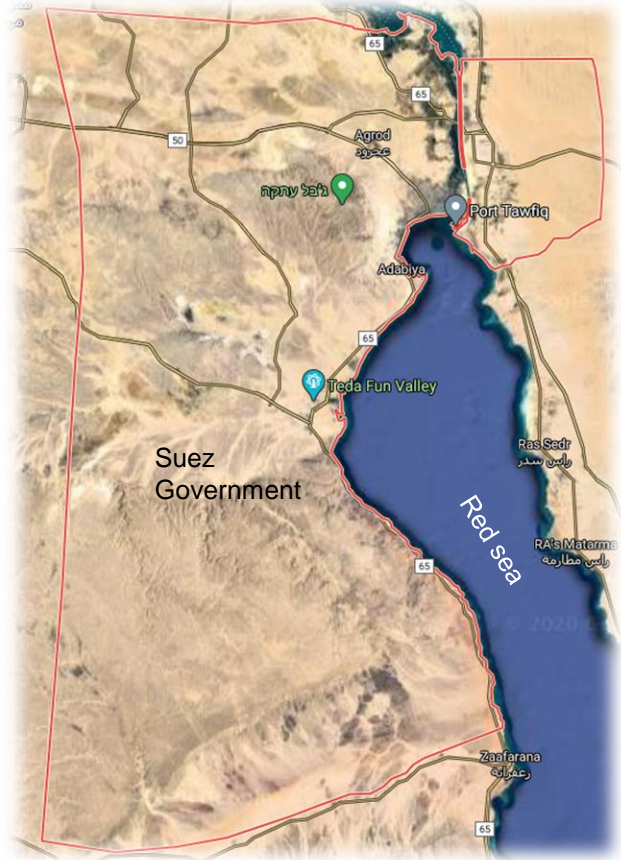 65
65
50
Agrod
عجرود
ג'בל עתקה
Port Tawfiq
Adabiya
65
Teda Fun Valley
Suez
Government
Ras Sedr
راس سدر
Red sea
RA's Matarma
راس مطارمة
65
© 2020
Zaafarana
زعفرانة
65